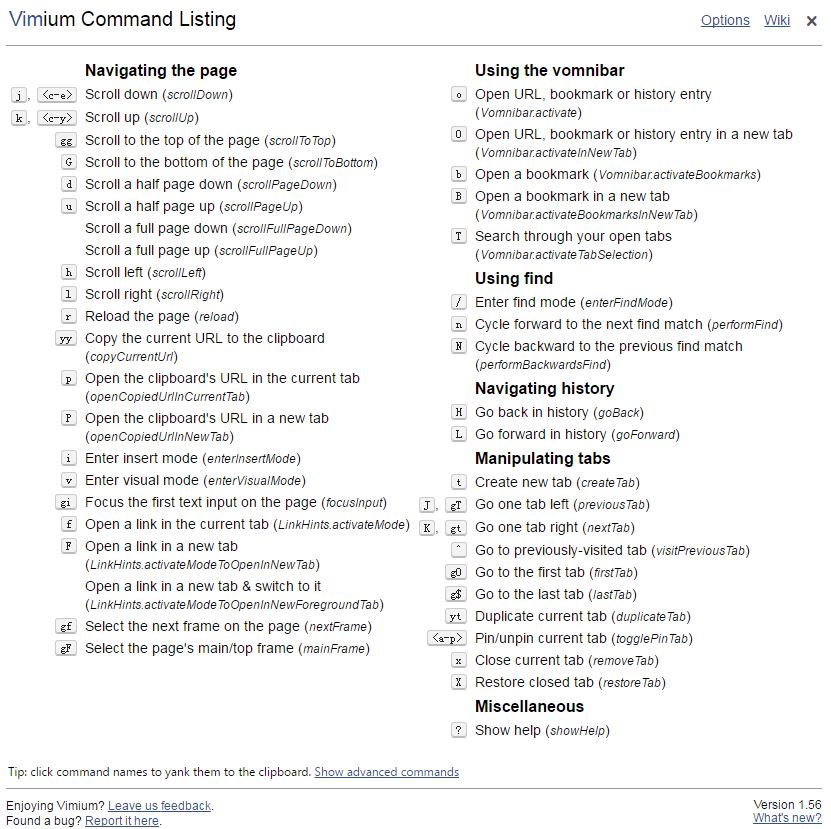 Vimium Command Listing
Options Wiki ×
Navigating the page
j, <c-e> Scroll down (scrollDown)
k, <c-y> Scroll up (scrollUp)
gg Scroll to the top of the page (scrollToTop)
G Scroll to the bottom of the page (scrollToBottom)
d Scroll a half page down (scrollPageDown)
u Scroll a half page up (scrollPageUp)
Scroll a full page down (scrollFullPageDown)
Scroll a full page up (scrollFullPageUp)
h Scroll left (scrollLeft)
l Scroll right (scrollRight)
r Reload the page (reload)
yy Copy the current URL to the clipboard
(copyCurrentUrl)
p Open the clipboard's URL in the current tab
(openCopiedUrlInCurrentTab)
P Open the clipboard's URL in a new tab
(openCopiedUrlInNewTab)
i Enter insert mode (enterInsertMode)
v Enter visual mode (enterVisualMode)
gi Focus the first text input on the page (focusInput)
f Open a link in the current tab (LinkHints.activateMode)
F Open a link in a new tab
(LinkHints.activateModeToOpenInNewTab)
Open a link in a new tab & switch to it
(LinkHints.activateModeToOpenInNewForegroundTab)
gf Select the next frame on the page (nextFrame)
gF Select the page's main/top frame (mainFrame)
Using the vomnibar
o Open URL, bookmark or history entry
(Vomnibar.activate)
O Open URL, bookmark or history entry in a new tab
(Vomnibar.activateInNewTab)
b Open a bookmark (Vomnibar.activateBookmarks)
B Open a bookmark in a new tab
(Vomnibar.activateBookmarksInNewTab)
T Search through your open tabs
(Vomnibar.activateTabSelection)
Using find
/ Enter find mode (enterFindMode)
n Cycle forward to the next find match (performFind)
N Cycle backward to the previous find match
(performBackwardsFind)
Navigating history
H Go back in history (goBack)
L Go forward in history (goForward)
Manipulating tabs
t Create new tab (createTab)
J, gT Go one tab left (previousTab)
K, gt Go one tab right (nextTab)
^ Go to previously-visited tab (visitPreviousTab)
g0 Go to the first tab (firstTab)
g$ Go to the last tab (lastTab)
yt Duplicate current tab (duplicateTab)
<a-p> Pin/unpin current tab (togglePinTab)
x Close current tab (removeTab)
X Restore closed tab (restoreTab)
Miscellaneous
? Show help (showHelp)
Tip: click command names to yank them to the clipboard. Show advanced commands
Enjoying Vimium? Leave us feedback.
Found a bug? Report it here.
Version 1.56
What's new?